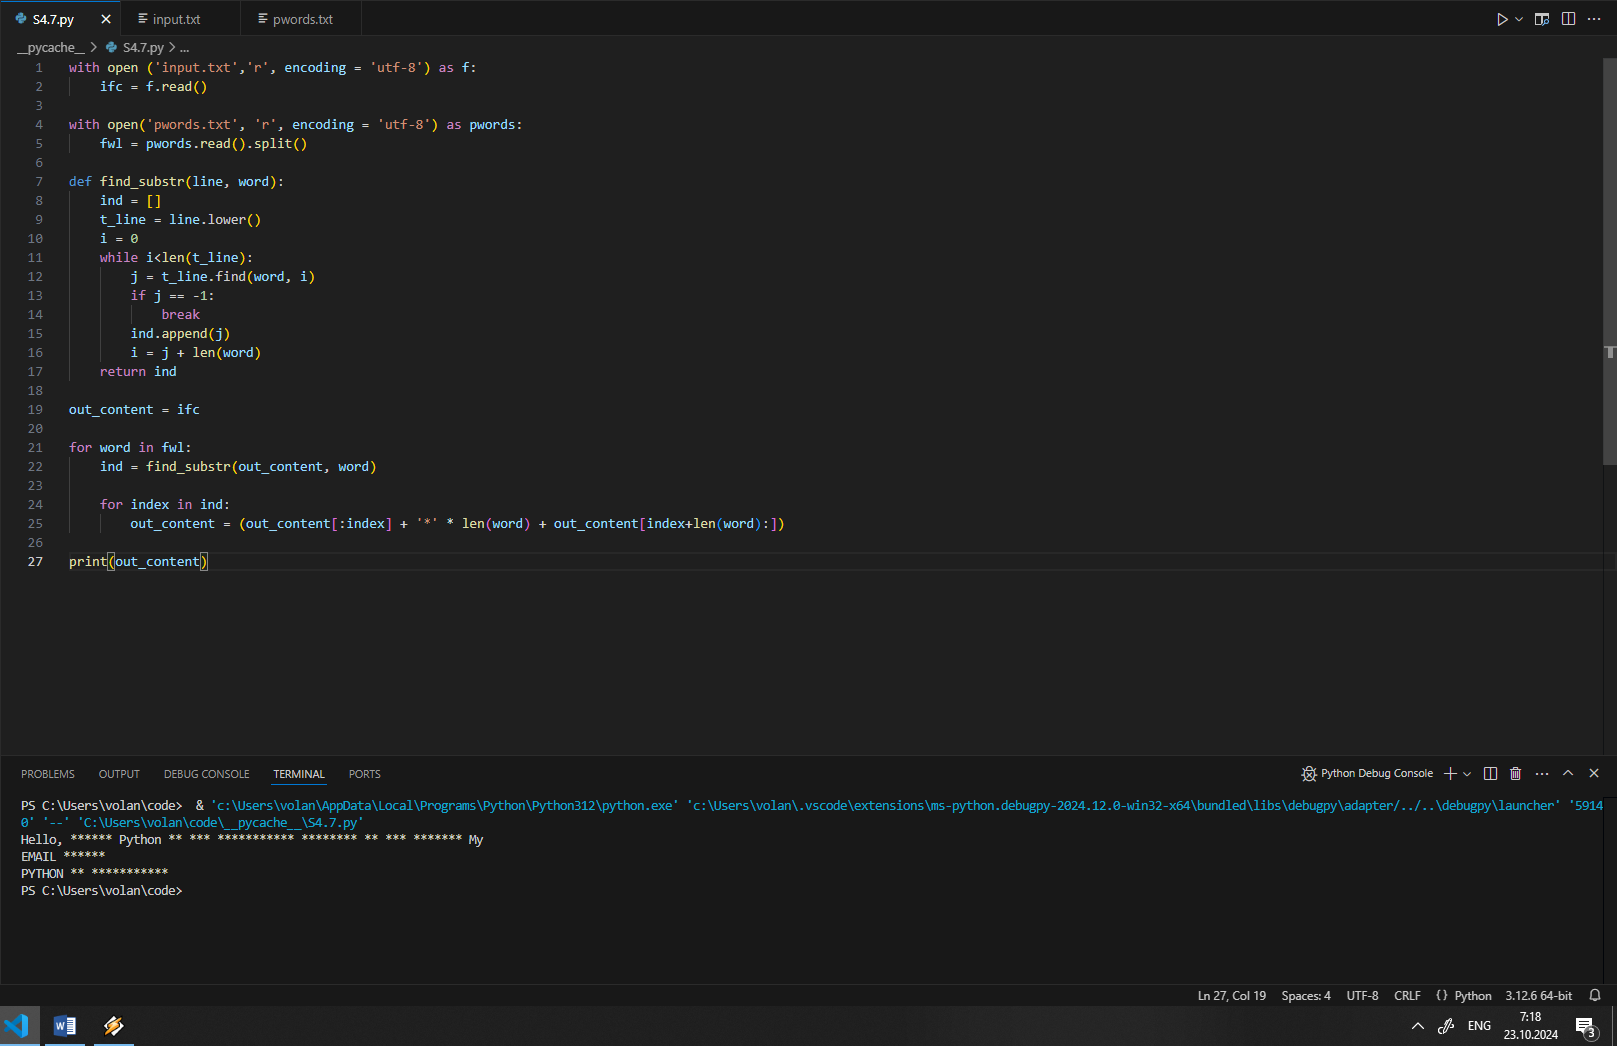 S4.7.py
input.txt
pwords.txt
__pycache__ > S4.7.py > ...
1 with open ('input.txt','r', encoding = 'utf-8') as f:
2 ifc = f.read()
3
4 with open('pwords.txt', 'r', encoding = 'utf-8') as pwords:
5 fwl = pwords.read().split()
6
7 def find_substr(line, word):
8 ind = []
9 t_line = line.lower()
10 i = 0
11 while i<len(t_line):
12 j = t_line.find(word, i)
13 if j == -1:
14 break
15 ind.append(j)
16 i = j + len(word)
17 return ind
18
19 out_content = ifc
20
21 for word in fwl:
22 ind = find_substr(out_content, word)
23
24 for index in ind:
25 out_content = (out_content[:index] + '*' * len(word) + out_content[index+len(word):])
26
27 print(out_content)
PROBLEMS OUTPUT DEBUG CONSOLE TERMINAL PORTS
Python Debug Console
PS C:\Users\volan\code>  & 'c:\Users\volan\AppData\Local\Programs\Python\Python312\python.exe' 'c:\Users\volan\.vscode\extensions\ms-python.debugpy-2024.12.0-win32-x64\bundled\libs\debugpy\adapter/../..\debugpy\launcher' '5914
0' '--' 'C:\Users\volan\code\__pycache__\S4.7.py'
Hello, ****** Python ** *** *********** ******** ** *** ******* My
EMAIL ******
PYTHON ** ***********
PS C:\Users\volan\code>
Ln 27, Col 19 Spaces: 4 UTF-8 CRLF {} Python 3.12.6 64-bit
ENG
7:18
23.10.2024
3